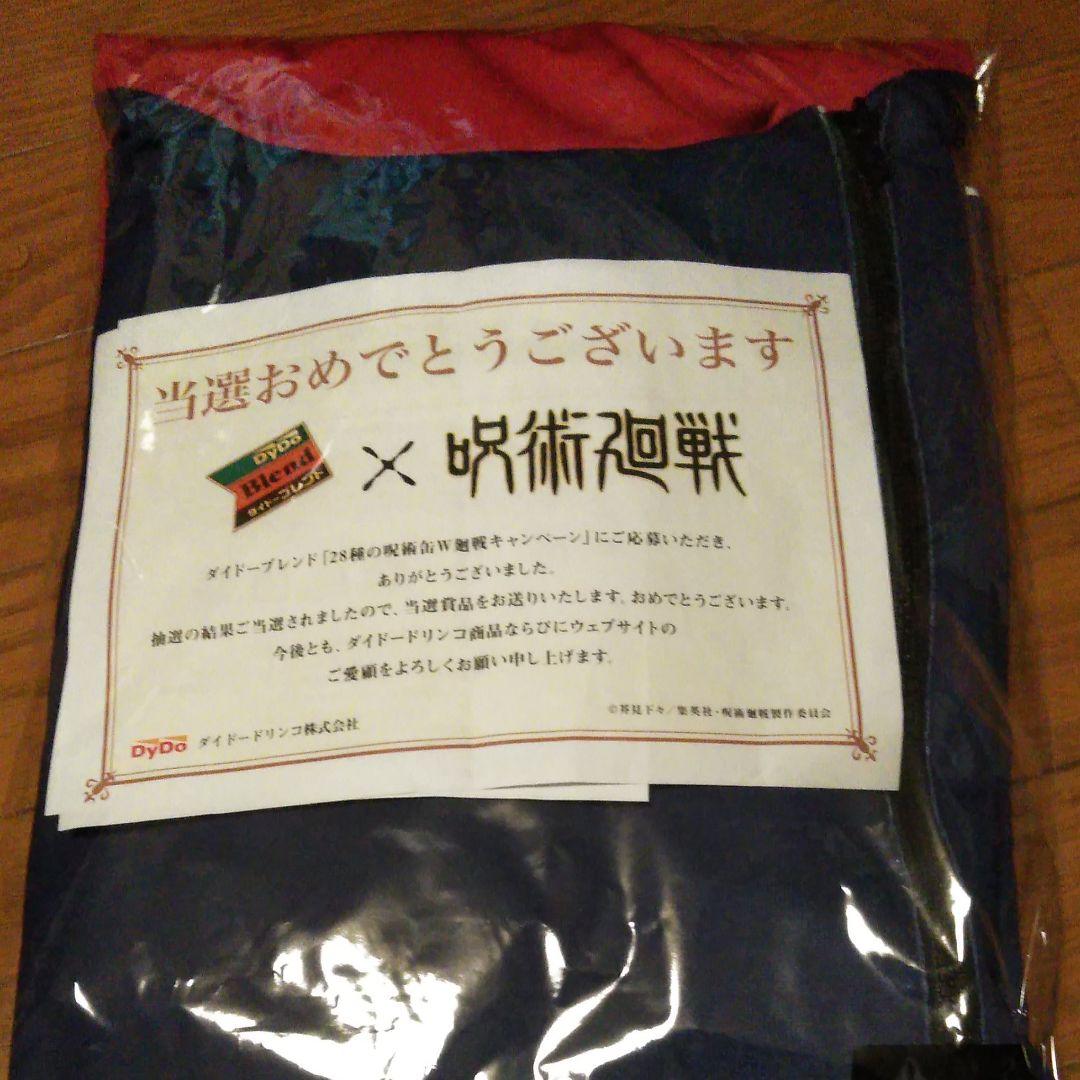 当選おめでとうございます
DyDo
Blend
ダイドーブレンド
×
呪術廻戦
ダイドーブレンド「28種の呪術缶W廻戦キャンペーン」にご応募いただき、
ありがとうございました。
抽選の結果ご当選されましたので、当選賞品をお送りいたします。おめでとうございます。
今後とも、ダイドードリンコ商品ならびにウェブサイトの
ご愛顧をよろしくお願い申し上げます。
©芥見下々／集英社・呪術廻戦製作委員会
DyDo ダイドードリンコ株式会社